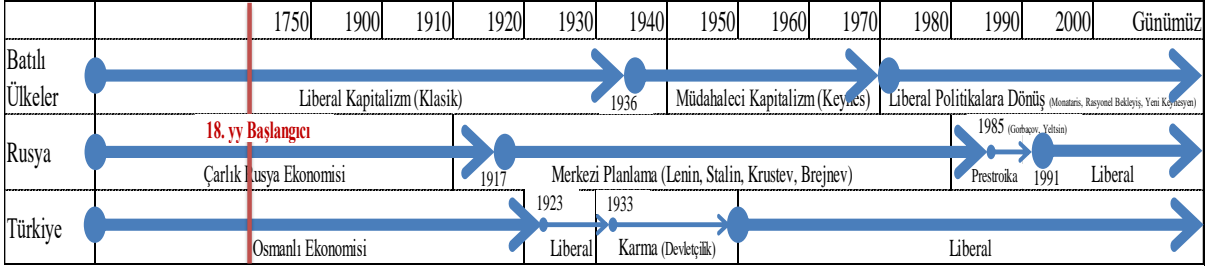 1750 1900 1910 1920 1930 1940 1950 1960 1970 1980 1990 2000 Günümüz
Batılı
Ülkeler
Liberal Kapitalizm (Klasik)
1936
Müdahaleci Kapitalizm (Keynes)
Liberal Politikalara Dönüş (Monataris, Rasyonel Bekleyiş, Yeni Keynesyen)
18. yy Başlangıcı
Rusya
Çarlık Rusya Ekonomisi
1917
Merkezi Planlama (Lenin, Stalin, Krustev, Brejnev)
1985 (Gorbaçov, Yeltsin)
Prestroika
1991
Liberal
Türkiye
Osmanlı Ekonomisi
1923
Liberal
1933
Karma (Devletçilik)
Liberal